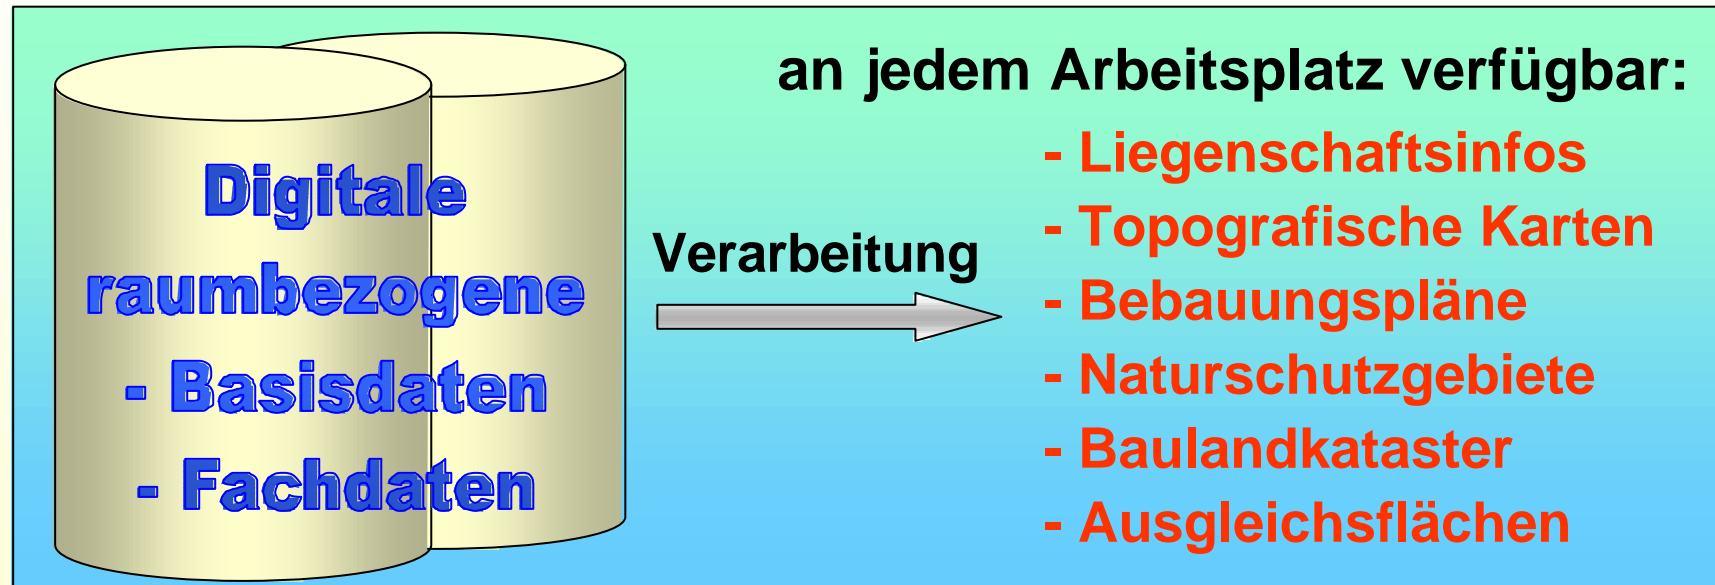 Digitale
raumbezogene
- Basisdaten
- Fachdaten
Verarbeitung
an jedem Arbeitsplatz verfügbar:
- Liegenschaftsinfos
- Topografische Karten
- Bebauungspläne
- Naturschutzgebiete
- Baulandkataster
- Ausgleichsflächen